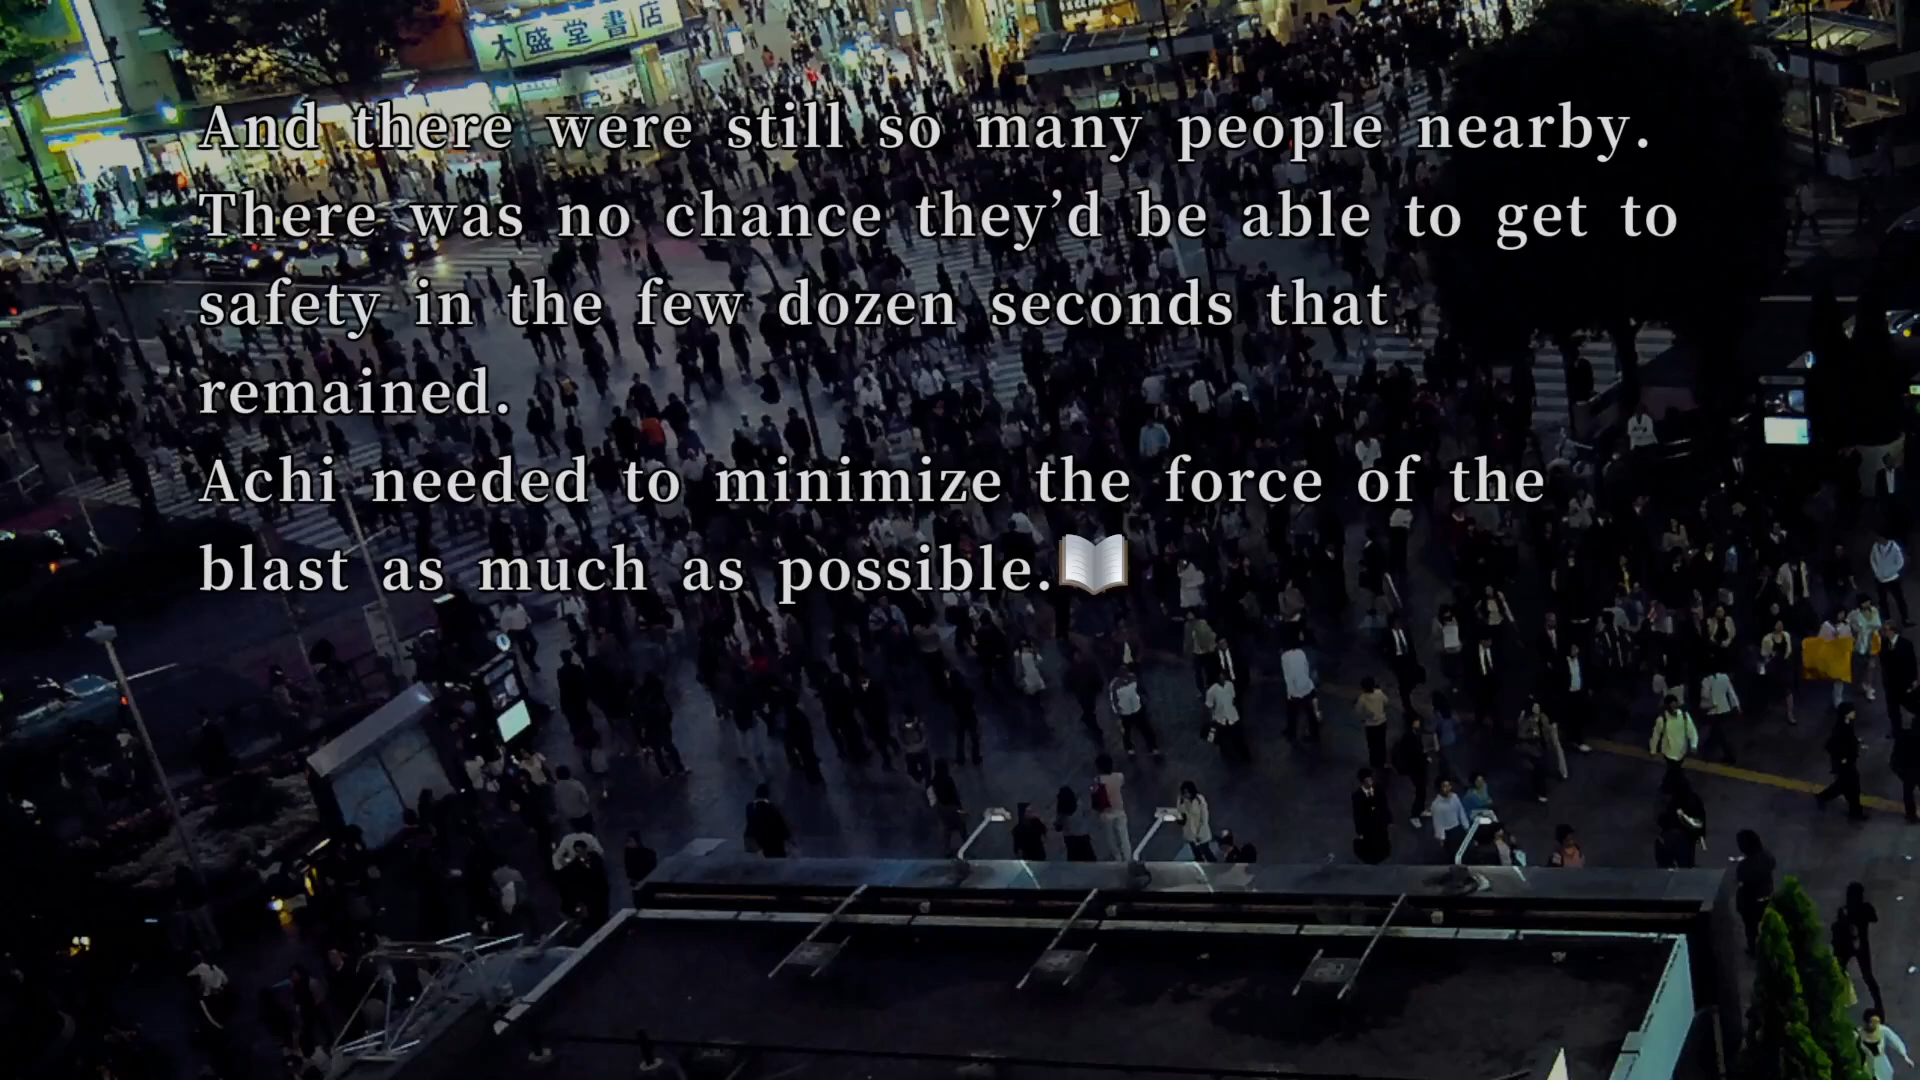 大盛堂書店
And there were still so many people nearby.
There was no chance they’d be able to get to
safety in the few dozen seconds that
remained.
Achi needed to minimize the force of the
blast as much as possible.